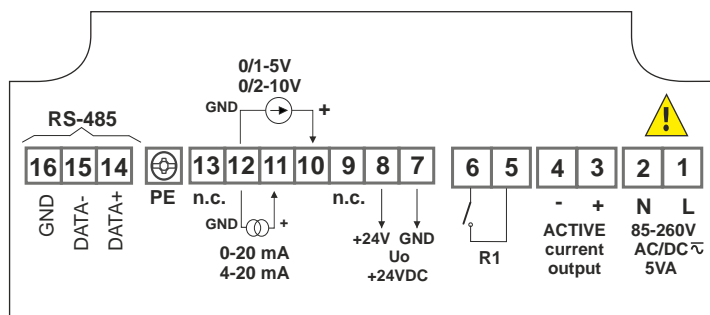 0/1-5V
0/2-10V
GND +
RS-485
16 15 14 13 12 11 10 9 8 7 6 5 4 3 2 1
GND
DATA-
DATA+
PE
n.c.
n.c.
GND +
0-20 mA
4-20 mA
+24V GND
Uo
+24VDC
R1
- +
ACTIVE
current
output
N L
85-260V
AC/DC
5VA
!